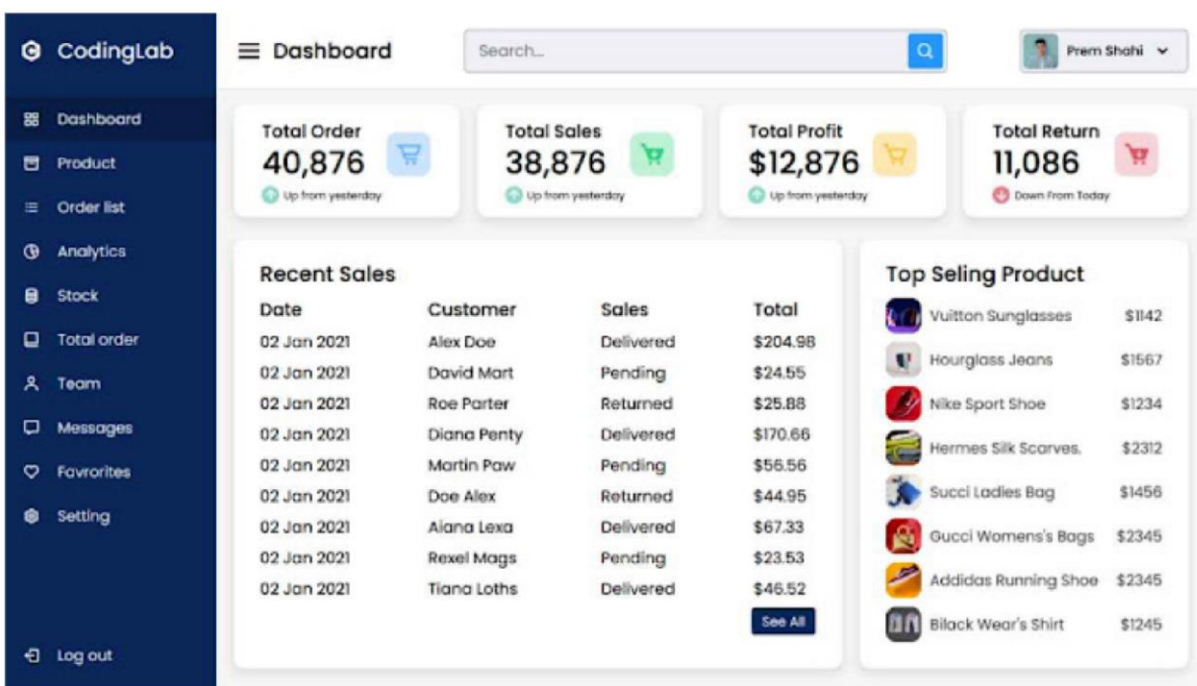 CodingLab
Dashboard
Product
Order list
Analytics
Stock
Total order
Team
Messages
Favrorites
Setting
Log out
Dashboard
Search...
Prem Shahi
Total Order
40,876
Up from yesterday
Total Sales
38,876
Up from yesterday
Total Profit
$12,876
Up from yesterday
Total Return
11,086
Down From Today
Recent Sales
Date Customer Sales Total
02 Jan 2021 Alex Doe Delivered $204.98
02 Jan 2021 David Mart Pending $24.55
02 Jan 2021 Roe Parter Returned $25.88
02 Jan 2021 Diana Penty Delivered $170.66
02 Jan 2021 Martin Paw Pending $56.56
02 Jan 2021 Doe Alex Returned $44.95
02 Jan 2021 Aiana Lexa Delivered $67.33
02 Jan 2021 Rexel Mags Pending $23.53
02 Jan 2021 Tiana Loths Delivered $46.52
See All
Top Seling Product
Vuitton Sunglasses $1142
Hourglass Jeans $1567
Nike Sport Shoe $1234
Hermes Silk Scarves. $2312
Succi Ladies Bag $1456
Gucci Womens's Bags $2345
Addidas Running Shoe $2345
Bilack Wear's Shirt $1245